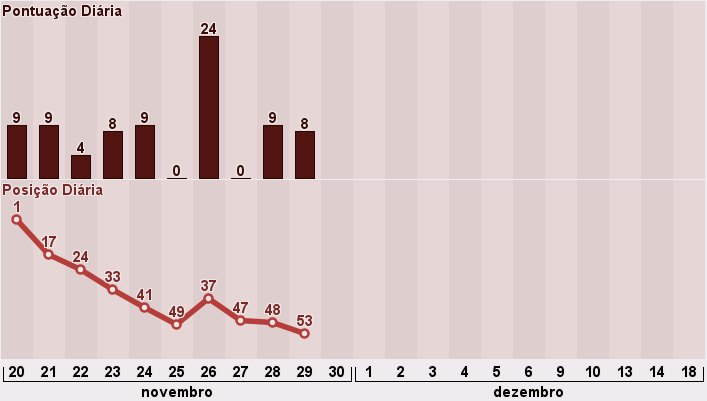 Pontuação Diária
9 9 4 8 9 0 24 0 9 8
Posição Diária
1 17 24 33 41 49 37 47 48 53
20 21 22 23 24 25 26 27 28 29 30 1 2 3 4 5 6 9 10 13 14 18
novembro dezembro